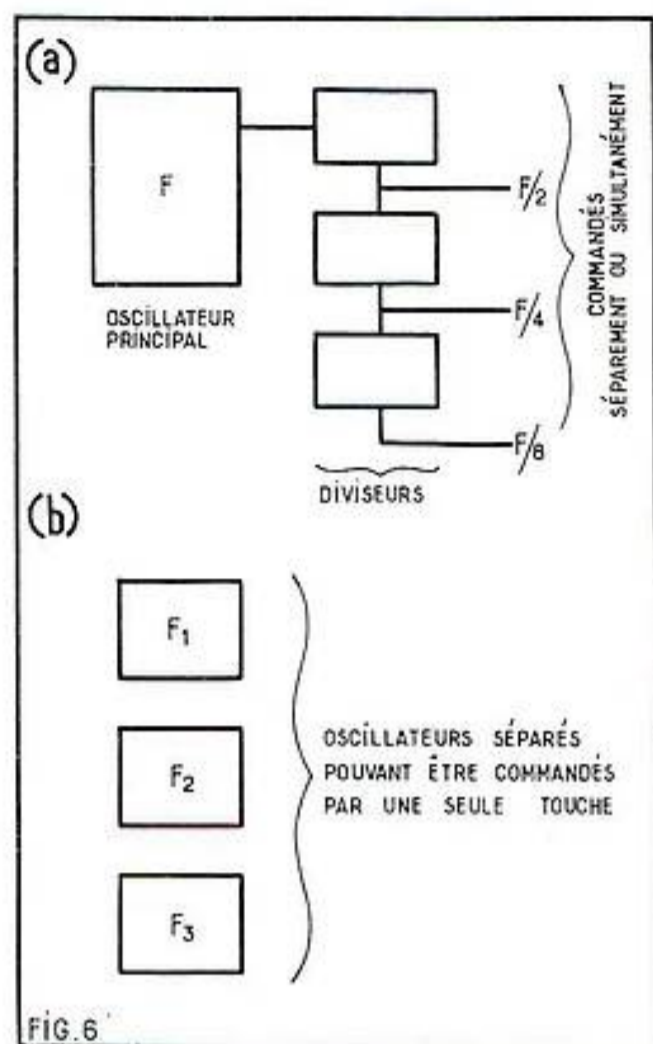 (a)
F
OSCILLATEUR
PRINCIPAL
F/2
F/4
F/8
COMMANDÉS
SÉPAREMENT OU SIMULTANÉMENT
DIVISEURS
(b)
F1
F2
F3
OSCILLATEURS SÉPARÉS
POUVANT ÊTRE COMMANDÉS
PAR UNE SEULE TOUCHE
FIG.6